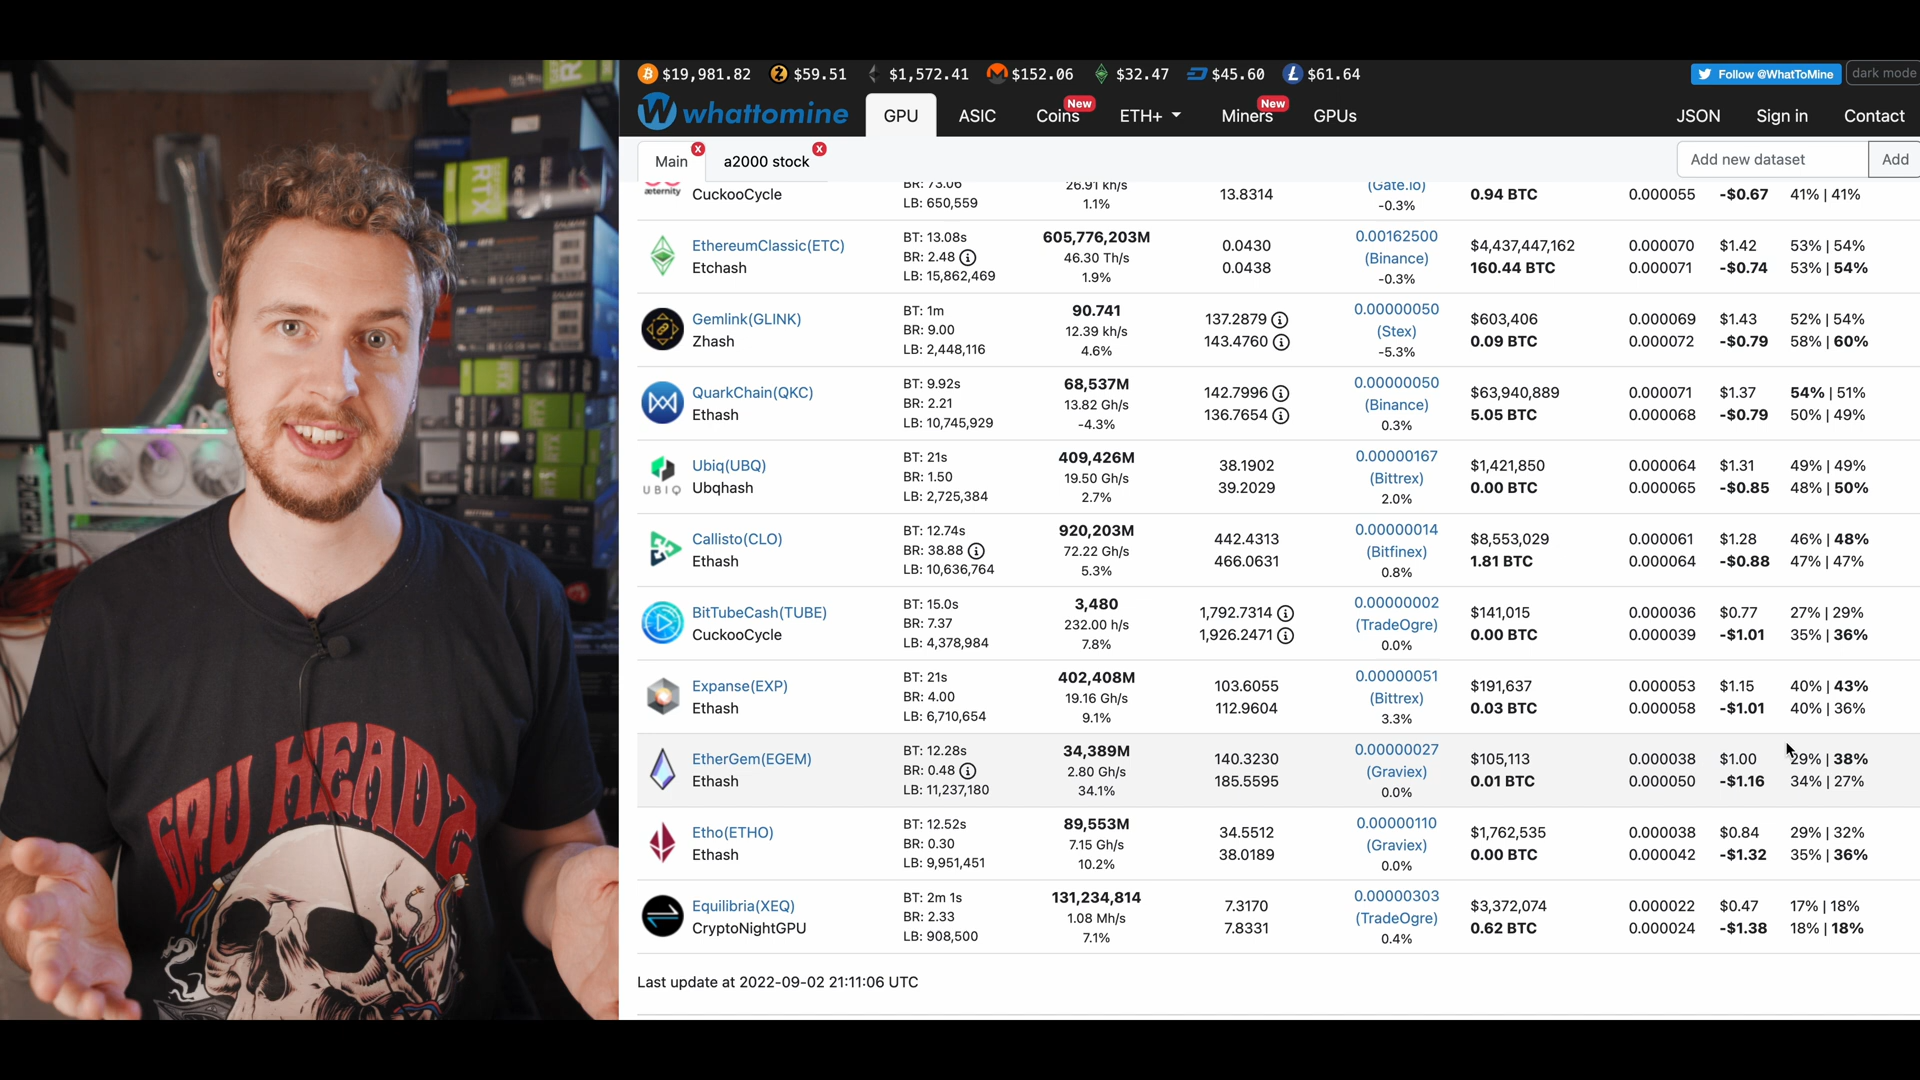 $19,981.82 $59.51 $1,572.41 $152.06 $32.47 $45.60 $61.64 Follow @WhatToMine dark mode
whattomine GPU ASIC Coins New ETH+ Miners New GPUs JSON Sign in Contact
Main x a2000 stock x Add new dataset Add
æternity CuckooCycle BR: 73.06 LB: 650,559 26.91 kh/s 1.1% 13.8314 (Gate.io) -0.3% 0.94 BTC 0.000055 -$0.67 41% | 41%
EthereumClassic(ETC) BT: 13.08s 605,776,203M 0.0430 0.00162500 $4,437,447,162 0.000070 $1.42 53% | 54%
Etchash BR: 2.48 46.30 Th/s 0.0438 (Binance) 160.44 BTC 0.000071 -$0.74 53% | 54%
LB: 15,862,469 1.9% -0.3%
Gemlink(GLINK) BT: 1m 90.741 137.2879 0.00000050 $603,406 0.000069 $1.43 52% | 54%
Zhash BR: 9.00 12.39 kh/s 143.4760 (Stex) 0.09 BTC 0.000072 -$0.79 58% | 60%
LB: 2,448,116 4.6% -5.3%
QuarkChain(QKC) BT: 9.92s 68,537M 142.7996 0.00000050 $63,940,889 0.000071 $1.37 54% | 51%
Ethash BR: 2.21 13.82 Gh/s 136.7654 (Binance) 5.05 BTC 0.000068 -$0.79 50% | 49%
LB: 10,745,929 -4.3% 0.3%
Ubiq(UBQ) BT: 21s 409,426M 38.1902 0.00000167 $1,421,850 0.000064 $1.31 49% | 49%
UBIQ Ubqhash BR: 1.50 19.50 Gh/s 39.2029 (Bittrex) 0.00 BTC 0.000065 -$0.85 48% | 50%
LB: 2,725,384 2.7% 2.0%
Callisto(CLO) BT: 12.74s 920,203M 442.4313 0.00000014 $8,553,029 0.000061 $1.28 46% | 48%
Ethash BR: 38.88 72.22 Gh/s 466.0631 (Bitfinex) 1.81 BTC 0.000064 -$0.88 47% | 47%
LB: 10,636,764 5.3% 0.8%
BitTubeCash(TUBE) BT: 15.0s 3,480 1,792.7314 0.00000002 $141,015 0.000036 $0.77 27% | 29%
CuckooCycle BR: 7.37 232.00 h/s 1,926.2471 (TradeOgre) 0.00 BTC 0.000039 -$1.01 35% | 36%
LB: 4,378,984 7.8% 0.0%
Expanse(EXP) BT: 21s 402,408M 103.6055 0.00000051 $191,637 0.000053 $1.15 40% | 43%
Ethash BR: 4.00 19.16 Gh/s 112.9604 (Bittrex) 0.03 BTC 0.000058 -$1.01 40% | 36%
LB: 6,710,654 9.1% 3.3%
EtherGem(EGEM) BT: 12.28s 34,389M 140.3230 0.00000027 $105,113 0.000038 $1.00 29% | 38%
Ethash BR: 0.48 2.80 Gh/s 185.5595 (Graviex) 0.01 BTC 0.000050 -$1.16 34% | 27%
LB: 11,237,180 34.1% 0.0%
Etho(ETHO) BT: 12.52s 89,553M 34.5512 0.00000110 $1,762,535 0.000038 $0.84 29% | 32%
Ethash BR: 0.30 7.15 Gh/s 38.0189 (Graviex) 0.00 BTC 0.000042 -$1.32 35% | 36%
LB: 9,951,451 10.2% 0.0%
Equilibria(XEQ) BT: 2m 1s 131,234,814 7.3170 0.00000303 $3,372,074 0.000022 $0.47 17% | 18%
CryptoNightGPU BR: 2.33 1.08 Mh/s 7.8331 (TradeOgre) 0.62 BTC 0.000024 -$1.38 18% | 18%
LB: 908,500 7.1% 0.4%
Last update at 2022-09-02 21:11:06 UTC
RTX
GPU HEADZ